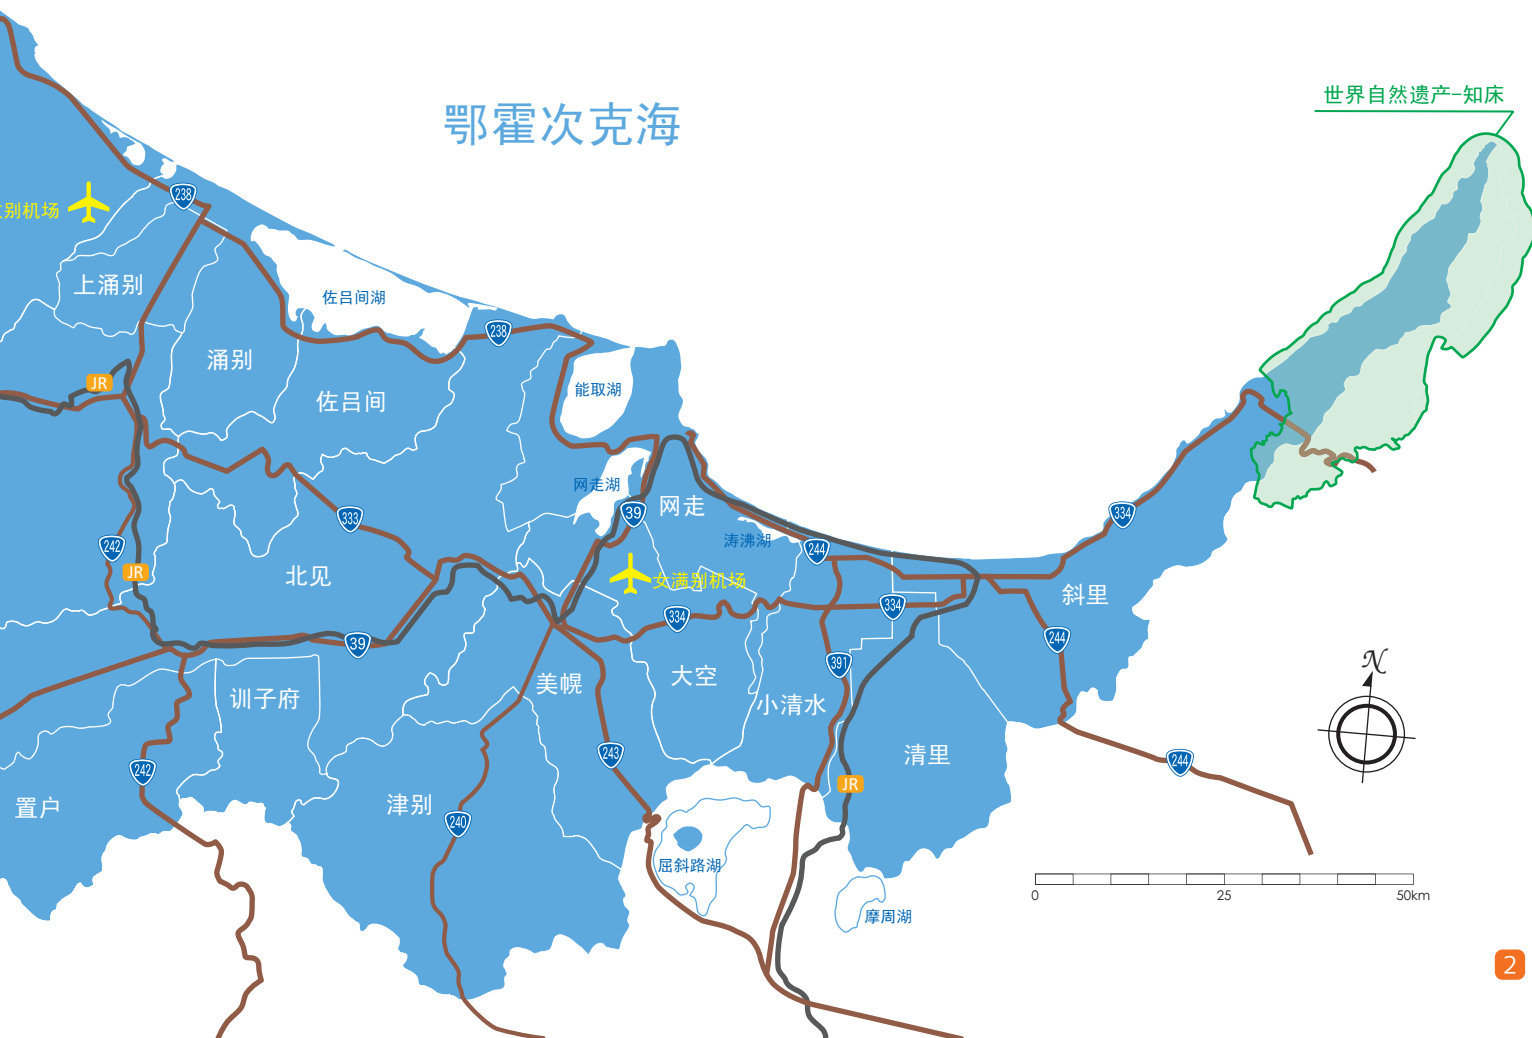 世界自然遗产-知床
鄂霍次克海
238
别机场
上涌别
佐吕间湖
238
涌别
JR
能取湖
佐吕间
网走湖
39
网走
333
334
242
涛沸湖
244
JR
北见
女满别机场
斜里
334
334
39
244
391
美幌
大空
训子府
小清水
243
清里
244
242
JR
置户
津别
240
屈斜路湖
摩周湖
N
0
25
50km
2